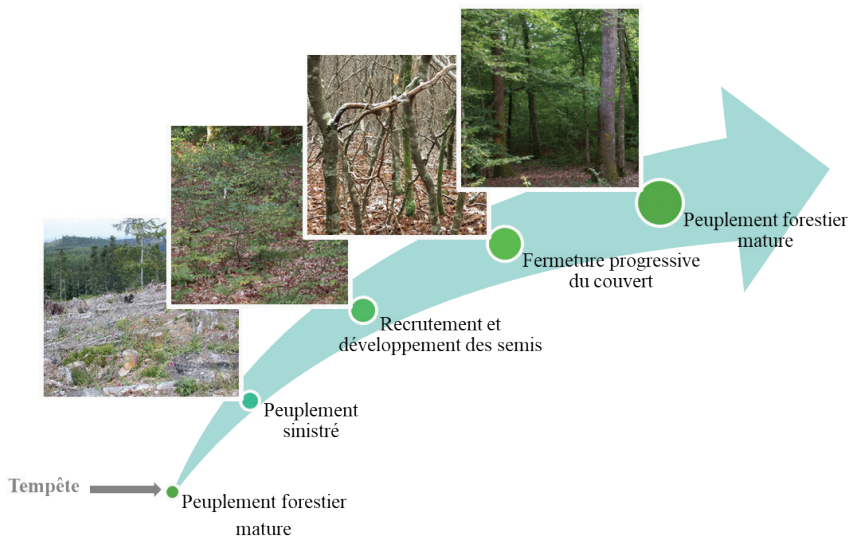 Tempête
Peuplement forestier
mature
Peuplement
sinistré
Recrutement et
développement des semis
Fermeture progressive
du couvert
Peuplement forestier
mature